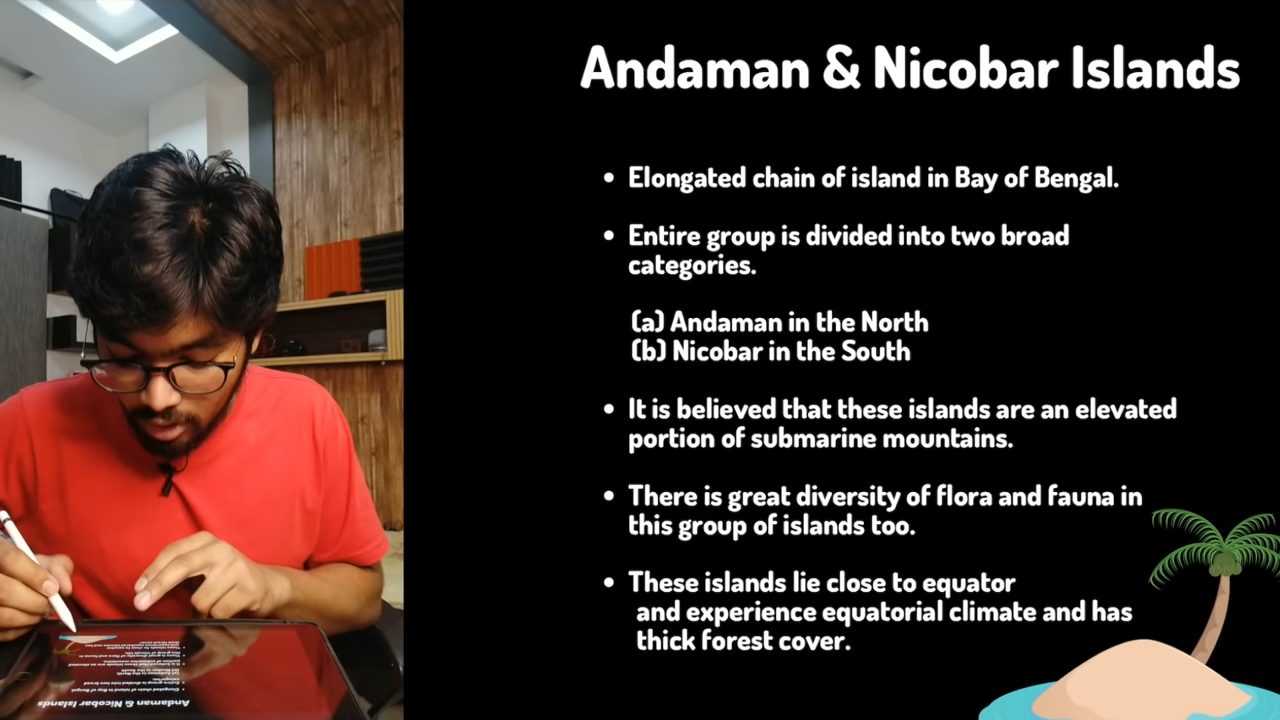 Andaman & Nicobar Islands
• Elongated chain of island in Bay of Bengal.
• Entire group is divided into two broad
categories.
(a) Andaman in the North
(b) Nicobar in the South
• It is believed that these islands are an elevated
portion of submarine mountains.
• There is great diversity of flora and fauna in
this group of islands too.
• These islands lie close to equator
and experience equatorial climate and has
thick forest cover.